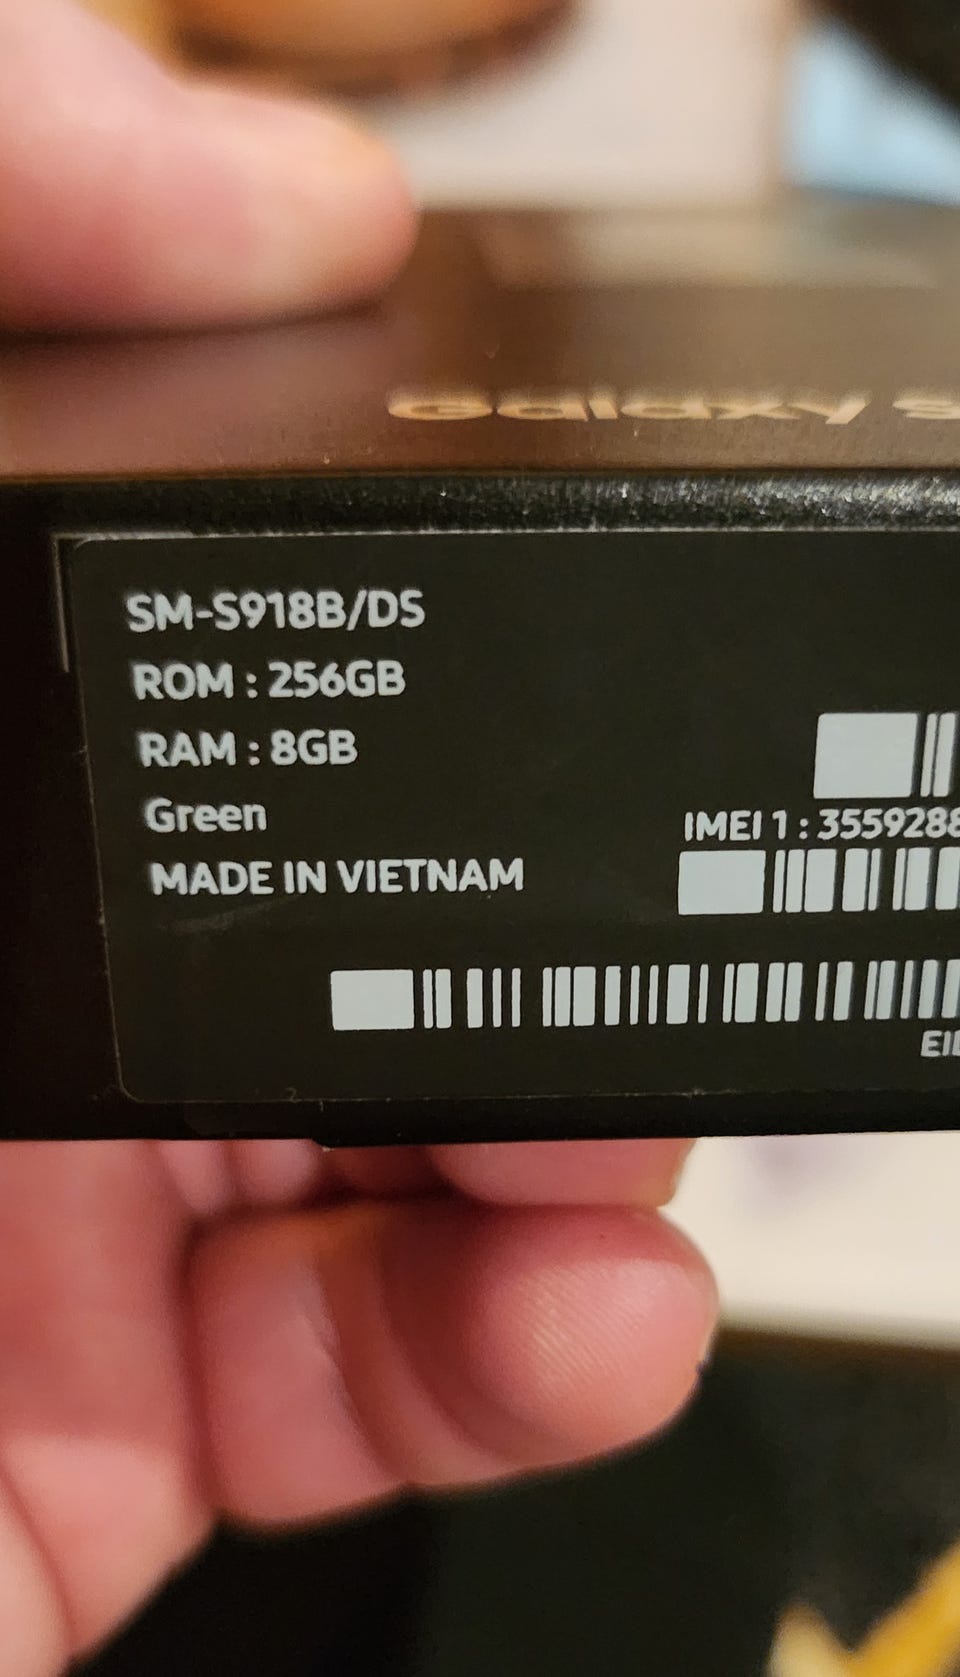 Galaxy S
SM-S918B/DS
ROM : 256GB
RAM : 8GB
Green
IMEI 1 : 3559288
MADE IN VIETNAM